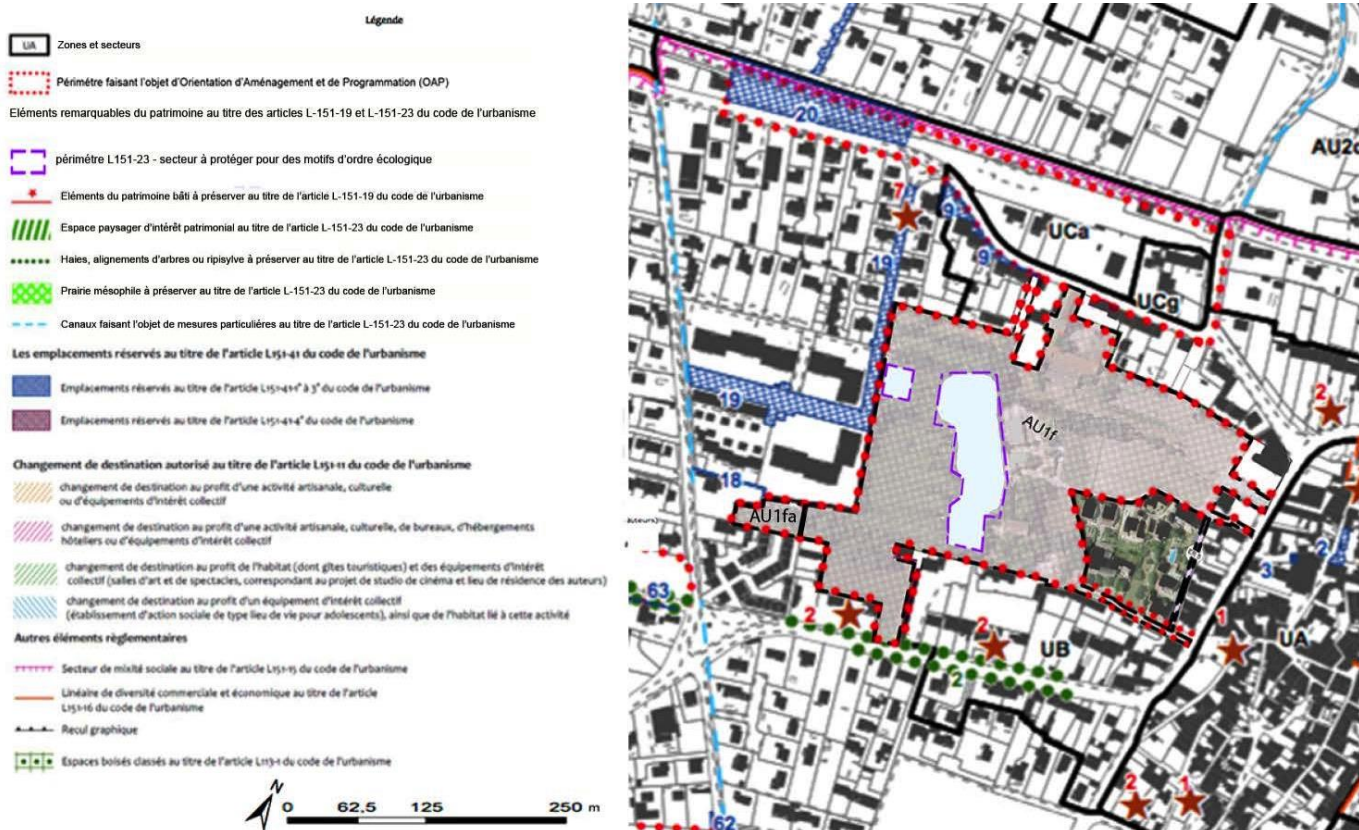 Légende
UA Zones et secteurs
Périmétre faisant l'objet d'Orientation d'Aménagement et de Programmation (OAP)
Eléments remarquables du patrimoine au titre des articles L-151-19 et L-151-23 du code de l'urbanisme
périmétre L151-23 - secteur à protéger pour des motifs d'ordre écologique
Eléments du patrimoine bâti à préserver au titre de l'article L-151-19 du code de l'urbanisme
Espace paysager d'intérêt patrimonial au titre de l'article L-151-23 du code de l'urbanisme
Haies, alignements d'arbres ou ripisylve à préserver au titre de l'article L-151-23 du code de l'urbanisme
Prairie mésophile à préserver au titre de l'article L-151-23 du code de l'urbanisme
Canaux faisant l'objet de mesures particuliéres au titre de l'article L-151-23 du code de l'urbanisme
Les emplacements réservés au titre de l'article L151-41 du code de l'urbanisme
Emplacements réservés au titre de l'article L151-41-1° à 3° du code de l'urbanisme
Emplacements réservés au titre de l'article L151-41-4° du code de l'urbanisme
Changement de destination autorisé au titre de l'article L151-11 du code de l'urbanisme
changement de destination au profit d'une activité artisanale, culturelle
ou d'équipements d'intérêt collectif
changement de destination au profit d'une activité artisanale, culturelle, de bureaux, d'hébergements
hôteliers ou d'équipements d'intérêt collectif
changement de destination au profit de l'habitat (dont gîtes touristiques) et des équipements d'intérêt
collectif (salles d'art et de spectacles, correspondant au projet de studio de cinéma et lieu de résidence des auteurs)
changement de destination au profit d'un équipement d'intérêt collectif
(établissement d'action sociale de type lieu de vie pour adolescents), ainsi que de l'habitat lié à cette activité
Autres éléments règlementaires
Secteur de mixité sociale au titre de l'article L151-15 du code de l'urbanisme
Linéaire de diversité commerciale et économique au titre de l'article
L151-16 du code de l'urbanisme
Recul graphique
Espaces boisés classés au titre de l'article L113-1 du code de l'urbanisme
N
0 62.5 125 250 m
20
AU2c
7
9
UCa
19
9
UCg
19
2
AU1f
18
AU1fa
auteurs)
2
3
63
2
2
UB
1
UA
2
2
1
62